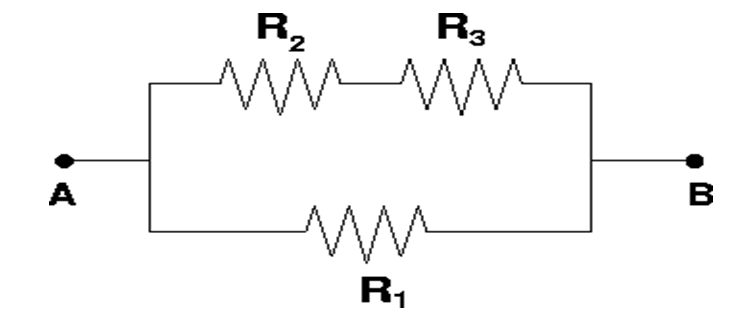 R₂ R₃
A B
R₁